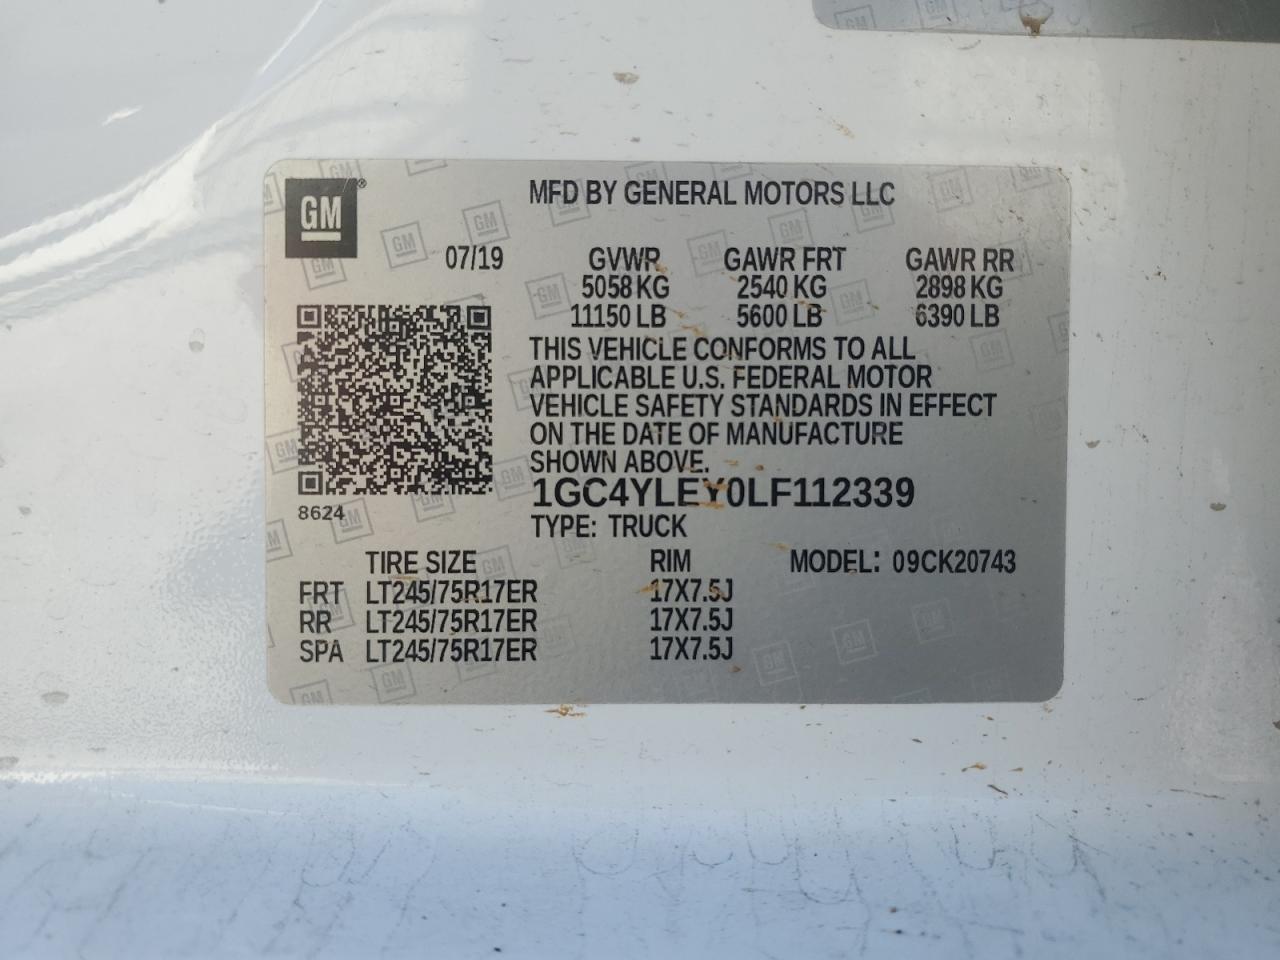 GM®
MFD BY GENERAL MOTORS LLC
07/19 GVWR GAWR FRT GAWR RR
5058 KG 2540 KG 2898 KG
11150 LB 5600 LB 6390 LB
THIS VEHICLE CONFORMS TO ALL
APPLICABLE U.S. FEDERAL MOTOR
VEHICLE SAFETY STANDARDS IN EFFECT
ON THE DATE OF MANUFACTURE
SHOWN ABOVE.
1GC4YLEY0LF112339
8624
TYPE: TRUCK
TIRE SIZE RIM MODEL: 09CK20743
FRT LT245/75R17ER 17X7.5J
RR LT245/75R17ER 17X7.5J
SPA LT245/75R17ER 17X7.5J